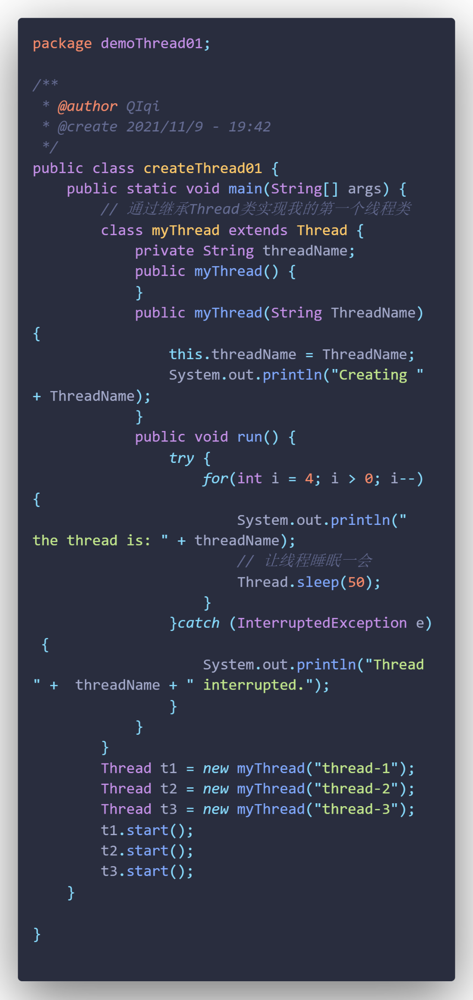 package demoThread01;

/**
 * @author QIqi
 * @create 2021/11/9 - 19:42
 */
public class createThread01 {
    public static void main(String[] args) {
        // 通过继承Thread类实现我的第一个线程类
        class myThread extends Thread {
            private String threadName;
            public myThread() {
            }
            public myThread(String ThreadName)
{
                this.threadName = ThreadName;
                System.out.println("Creating "
+ ThreadName);
            }
            public void run() {
                try {
                    for(int i = 4; i > 0; i--)
{
                        System.out.println("
the thread is: " + threadName);
                        // 让线程睡眠一会
                        Thread.sleep(50);
                    }
                }catch (InterruptedException e)
 {
                    System.out.println("Thread
" +  threadName + " interrupted.");
                }
            }
        }
        Thread t1 = new myThread("thread-1");
        Thread t2 = new myThread("thread-2");
        Thread t3 = new myThread("thread-3");
        t1.start();
        t2.start();
        t3.start();
    }

}